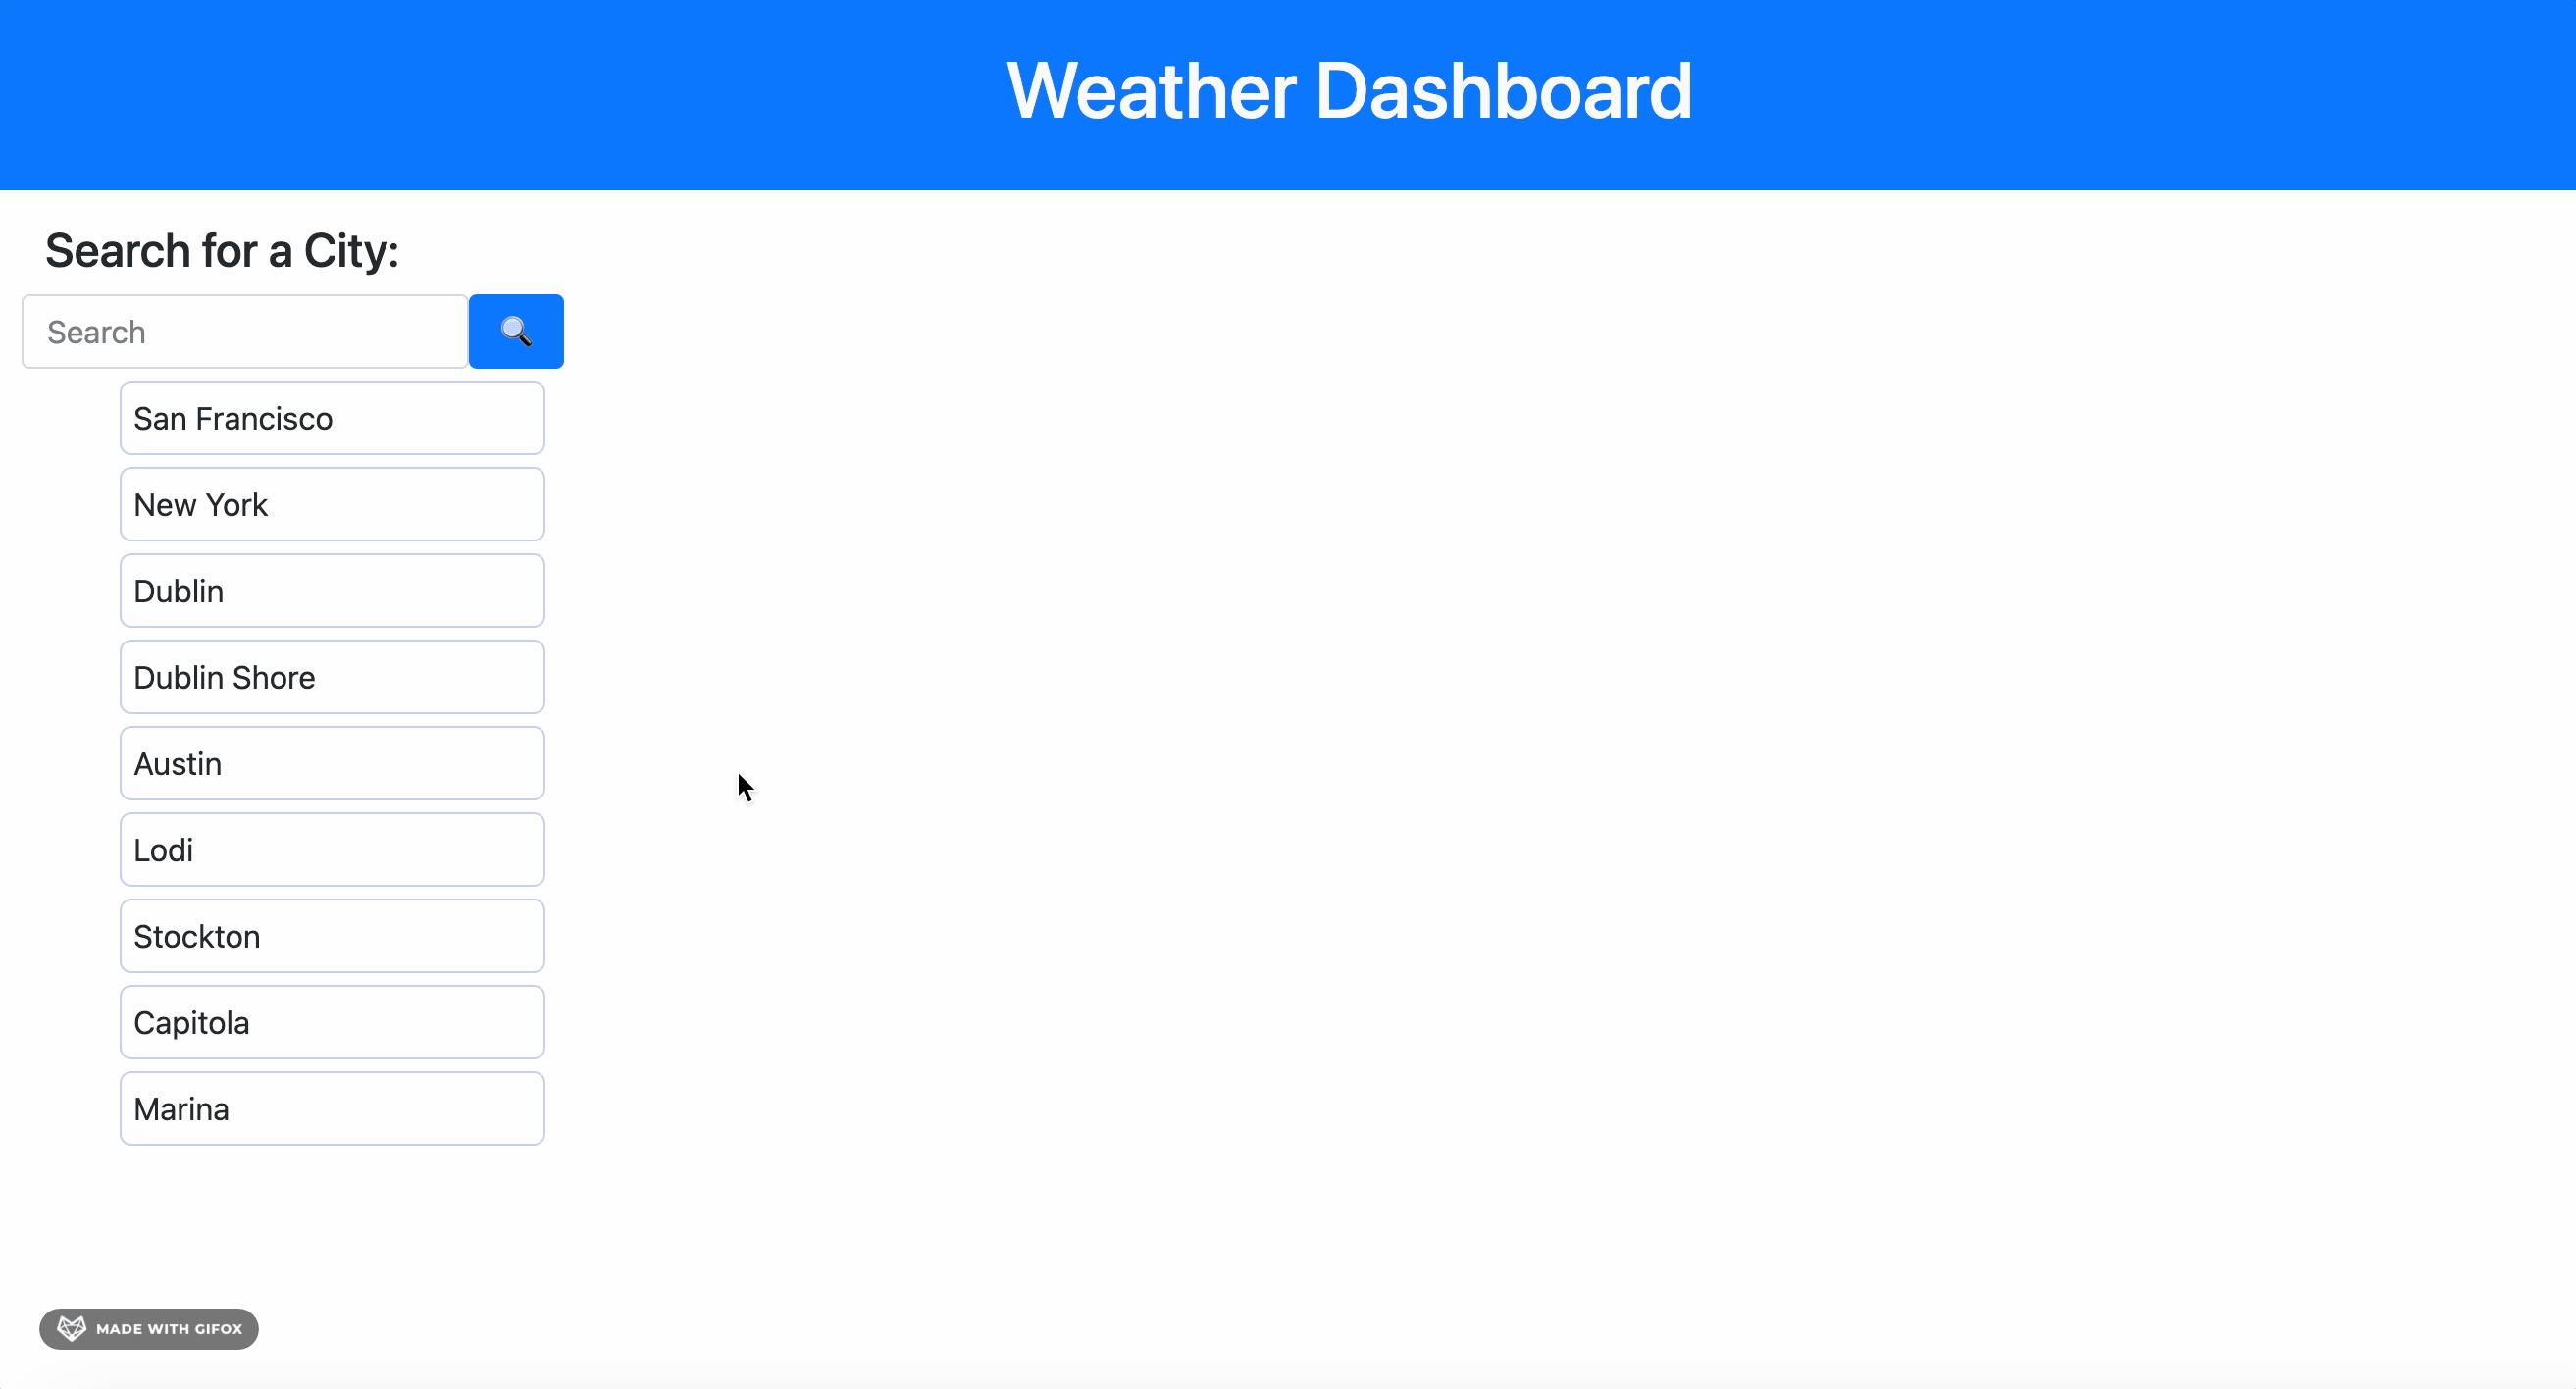 Weather Dashboard
Search for a City:
Search
San Francisco
New York
Dublin
Dublin Shore
Austin
Lodi
Stockton
Capitola
Marina
MADE WITH GIFOX